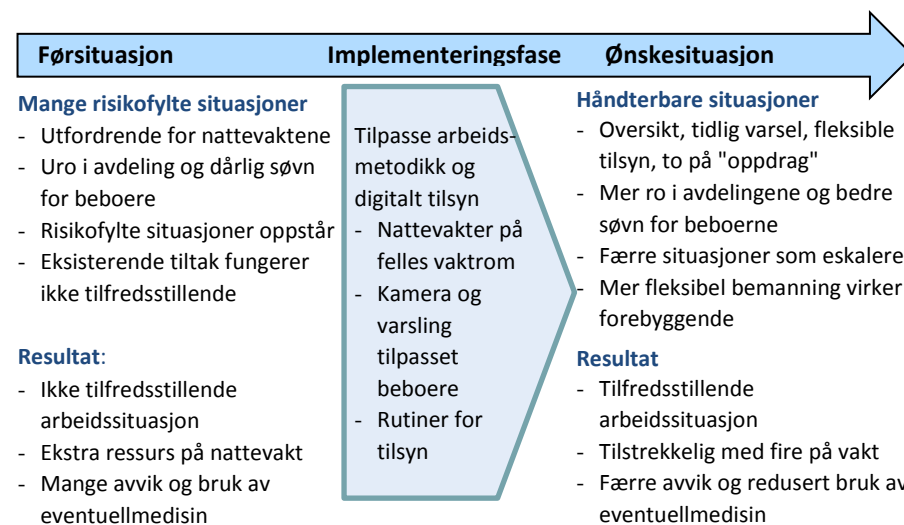 Førsituasjon
Implementeringsfase
Ønskesituasjon
Mange risikofylte situasjoner
- Utfordrende for nattevaktene
- Uro i avdeling og dårlig søvn
for beboere
- Risikofylte situasjoner oppstår
- Eksisterende tiltak fungerer
ikke tilfredsstillende
Resultat:
- Ikke tilfredsstillende
arbeidssituasjon
- Ekstra ressurs på nattevakt
- Mange avvik og bruk av
eventuellmedisin
Tilpasse arbeids-
metodikk og
digitalt tilsyn
- Nattevakter på
felles vaktrom
- Kamera og
varsling
tilpasset
beboere
- Rutiner for
tilsyn
Håndterbare situasjoner
- Oversikt, tidlig varsel, fleksible
tilsyn, to på "oppdrag"
- Mer ro i avdelingene og bedre
søvn for beboerne
- Færre situasjoner som eskalere
- Mer fleksibel bemanning virker
forebyggende
Resultat
- Tilfredsstillende
arbeidssituasjon
- Tilstrekkelig med fire på vakt
- Færre avvik og redusert bruk av
eventuellmedisin